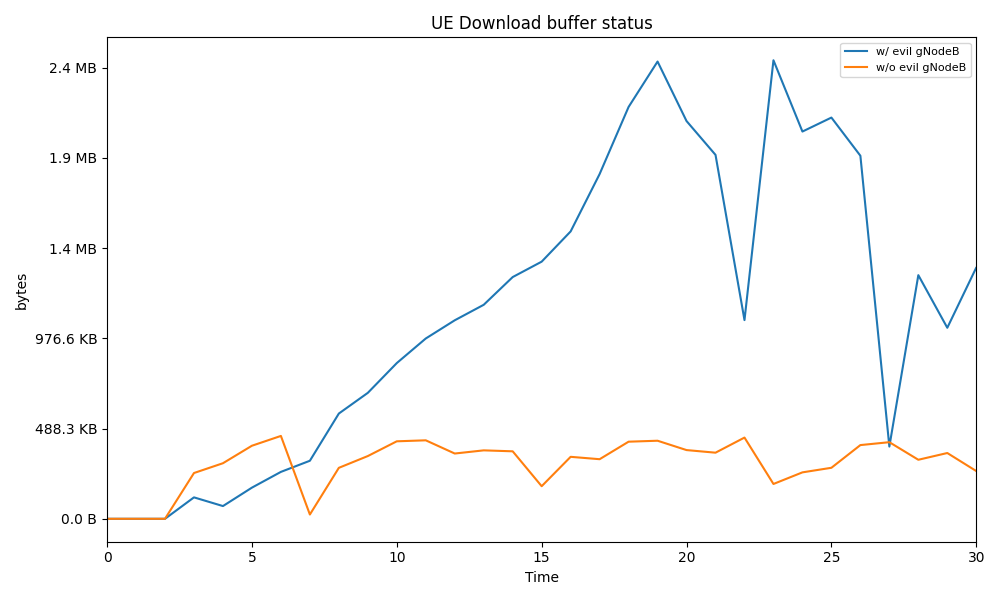 UE Download buffer status
w/ evil gNodeB
w/o evil gNodeB
2.4 MB
1.9 MB
1.4 MB
976.6 KB
488.3 KB
0.0 B
bytes
0 5 10 15 20 25 30
Time